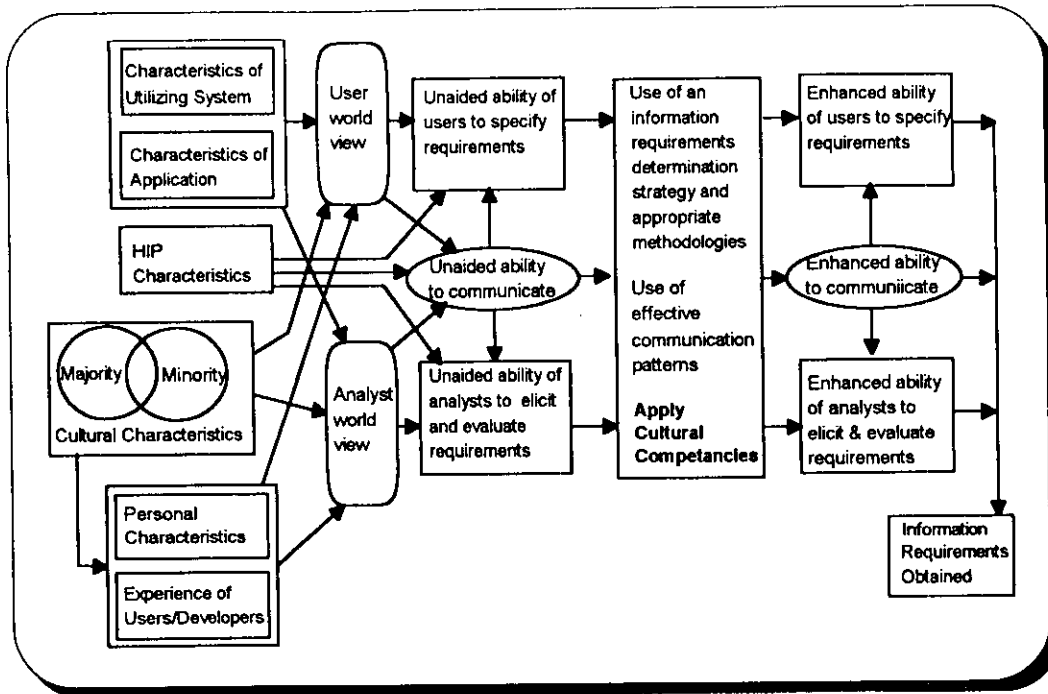 Characteristics of
Utilizing System
Characteristics of
Application
User
world
view
Unaided ability of
users to specify
requirements
Use of an
information
requirements
determination
strategy and
appropriate
methodologies
Use of
effective
communication
patterns
Apply
Cultural
Competancies
Enhanced ability
of users to specify
requirements
HIP
Characteristics
Unaided ability
to communicate
Enhanced ability
to communiicate
Majority
Minority
Cultural Characteristics
Analyst
world
view
Unaided ability of
analysts to elicit
and evaluate
requirements
Enhanced ability
of analysts to
elicit & evaluate
requirements
Personal
Characteristics
Experience of
Users/Developers
Information
Requirements
Obtained